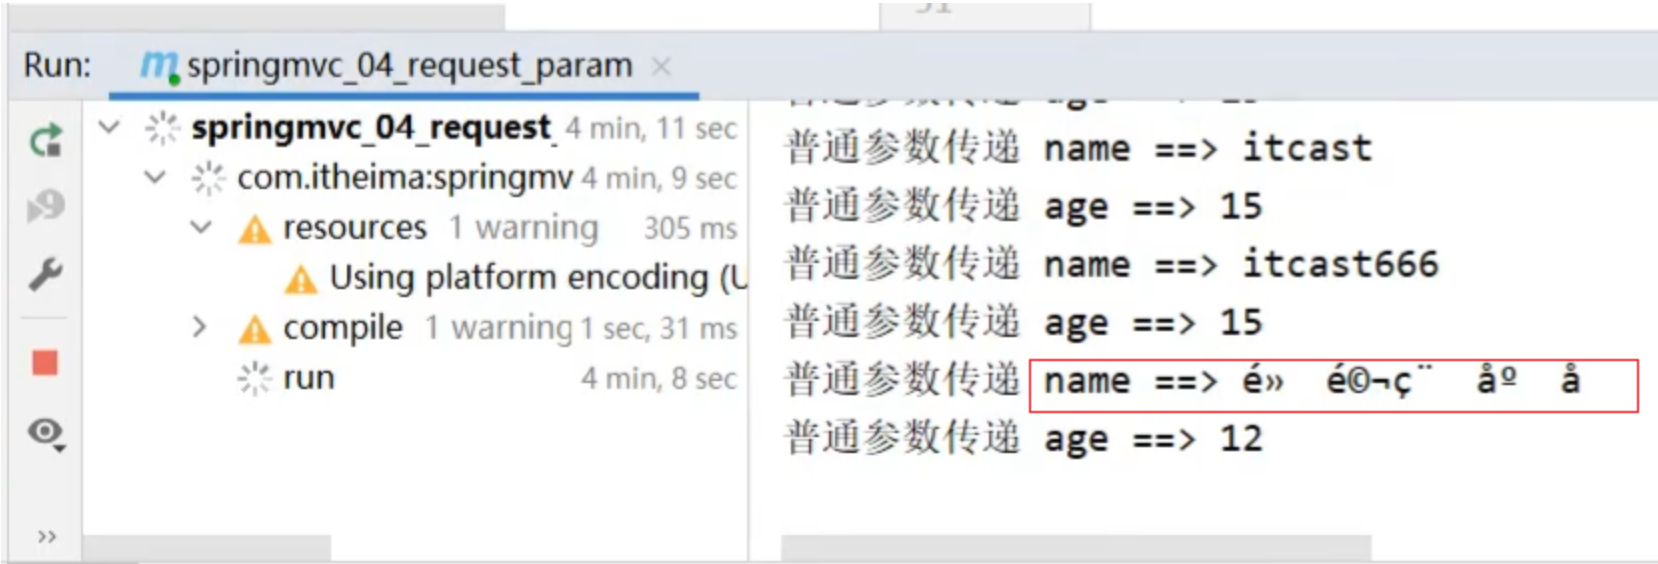 Run: springmvc_04_request_param
springmvc_04_request 4 min, 11 sec
com.itheima:springmv 4 min, 9 sec
resources 1 warning 305 ms
Using platform encoding (U
compile 1 warning 1 sec, 31 ms
run 4 min, 8 sec
普通参数传递 name ==> itcast
普通参数传递 age ==> 15
普通参数传递 name ==> itcast666
普通参数传递 age ==> 15
普通参数传递 name ==> é» é©¬ç¨ åº å
普通参数传递 age ==> 12